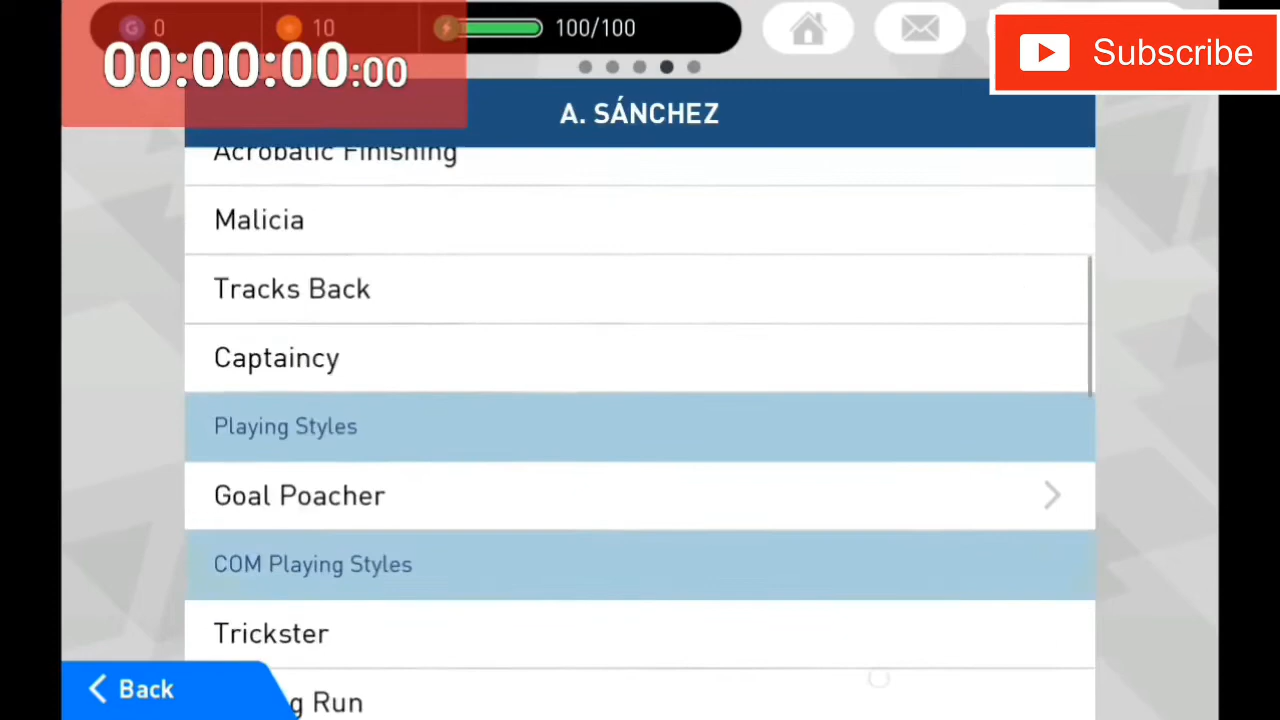 0
10
100/100
00:00:00:00
Subscribe
A. SÁNCHEZ
Acrobatic Finishing
Malicia
Tracks Back
Captaincy
Playing Styles
Goal Poacher
COM Playing Styles
Trickster
Back
Run